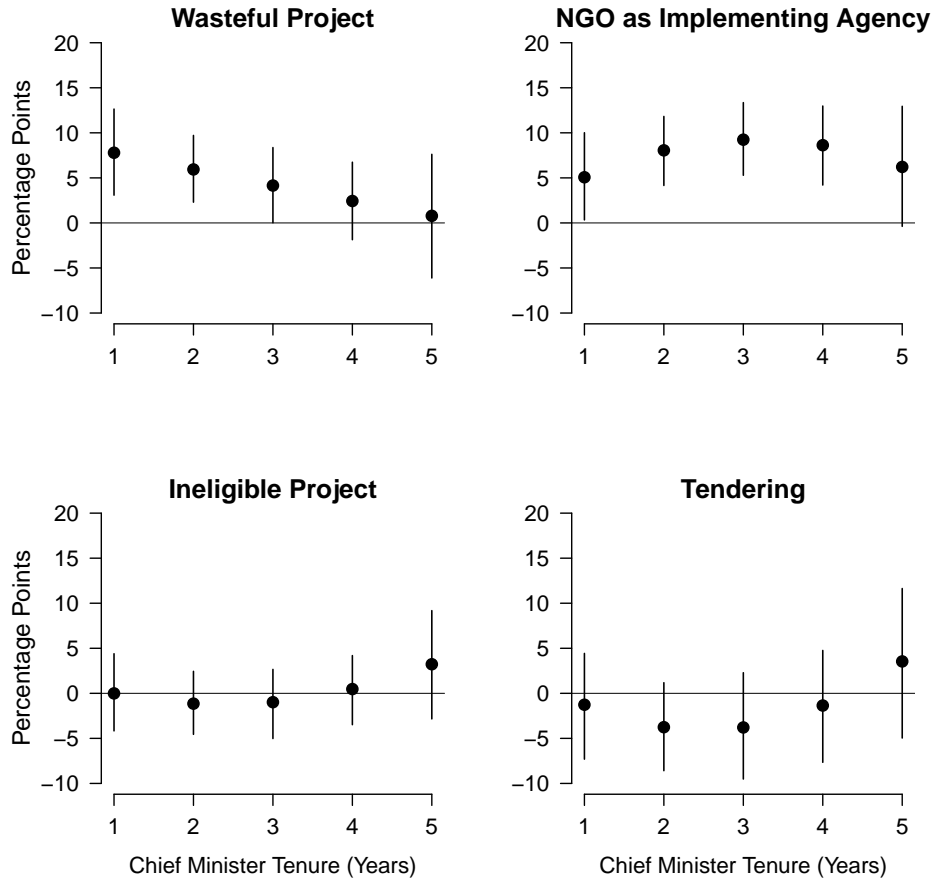 Wasteful Project
Percentage Points
20
15
10
5
0
−5
−10
1 2 3 4 5
NGO as Implementing Agency
20
15
10
5
0
−5
−10
1 2 3 4 5
Ineligible Project
Percentage Points
20
15
10
5
0
−5
−10
1 2 3 4 5
Chief Minister Tenure (Years)
Tendering
20
15
10
5
0
−5
−10
1 2 3 4 5
Chief Minister Tenure (Years)